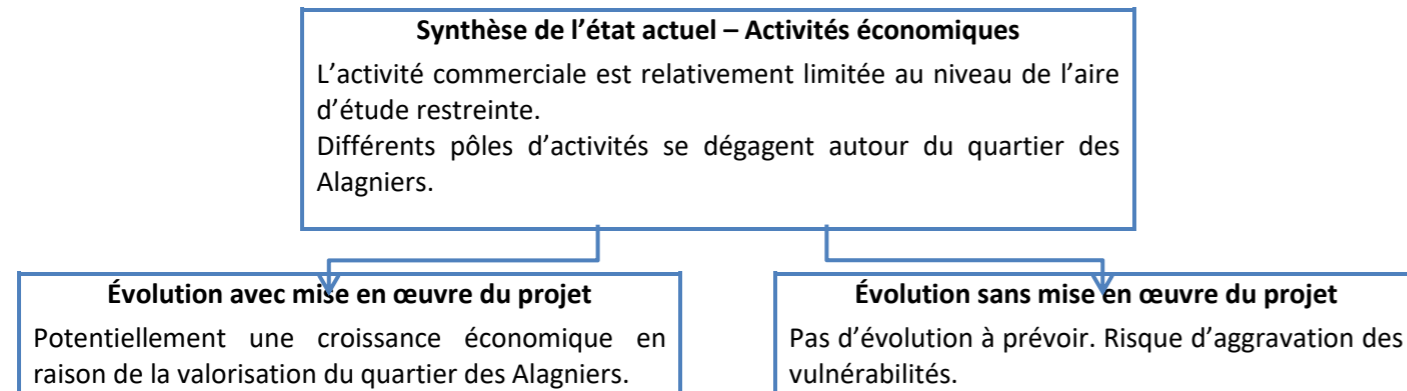 Synthèse de l’état actuel – Activités économiques
L’activité commerciale est relativement limitée au niveau de l’aire
d’étude restreinte.
Différents pôles d’activités se dégagent autour du quartier des
Alagniers.
Évolution avec mise en œuvre du projet
Potentiellement une croissance économique en
raison de la valorisation du quartier des Alagniers.
Évolution sans mise en œuvre du projet
Pas d’évolution à prévoir. Risque d’aggravation des
vulnérabilités.